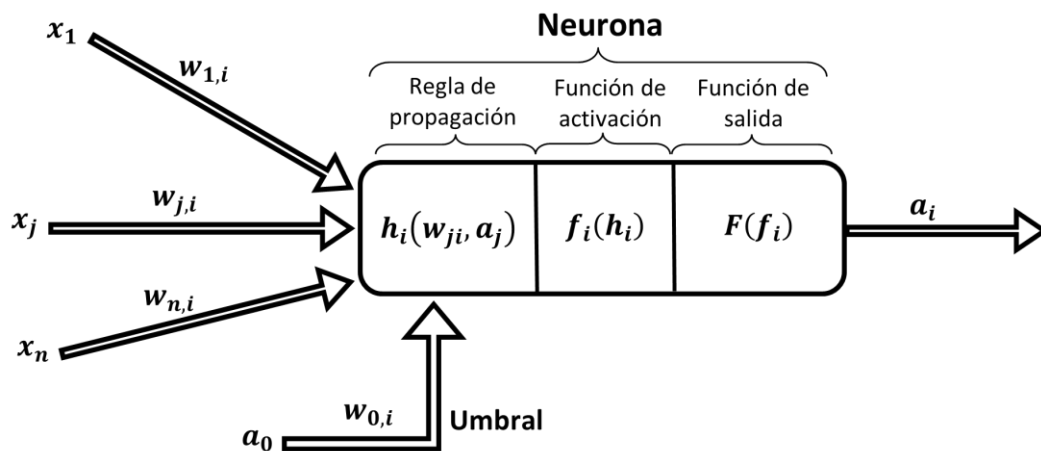 Neurona
Regla de
propagación
Función de
activación
Función de
salida
x₁
w₁,ᵢ
xⱼ
wⱼ,ᵢ
xₙ
wₙ,ᵢ
hᵢ(wⱼᵢ, aⱼ)
fᵢ(hᵢ)
F(fᵢ)
aᵢ
a₀
w₀,ᵢ
Umbral